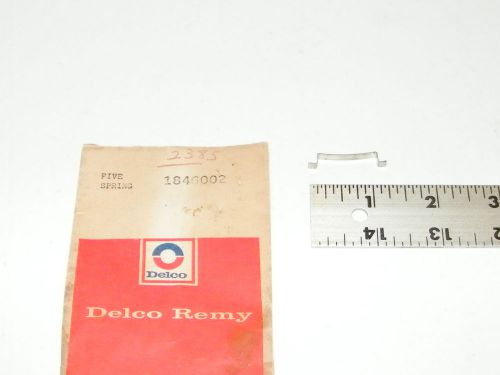 2385
FIVE 1846002
SPRING
Delco
Delco Remy
1 2 3
14 13 12